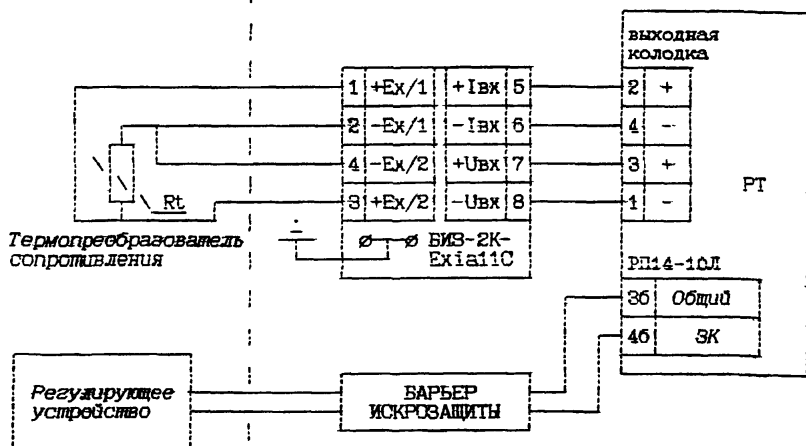 выходная
колодка
1 +Ex/1 +Iвх 5 2 +
2 -Ex/1 -Iвх 6 4 -
4 -Ex/2 +Uвх 7 3 +
3 +Ex/2 -Uвх 8 1 -
РТ
Rt
Термопреобразователь
сопротивления
БИЗ-2К-
Exia11C
РП14-10Л
3б Общий
4б ЗК
Регулирующее
устройство
БАРЬЕР
ИСКРОЗАЩИТЫ